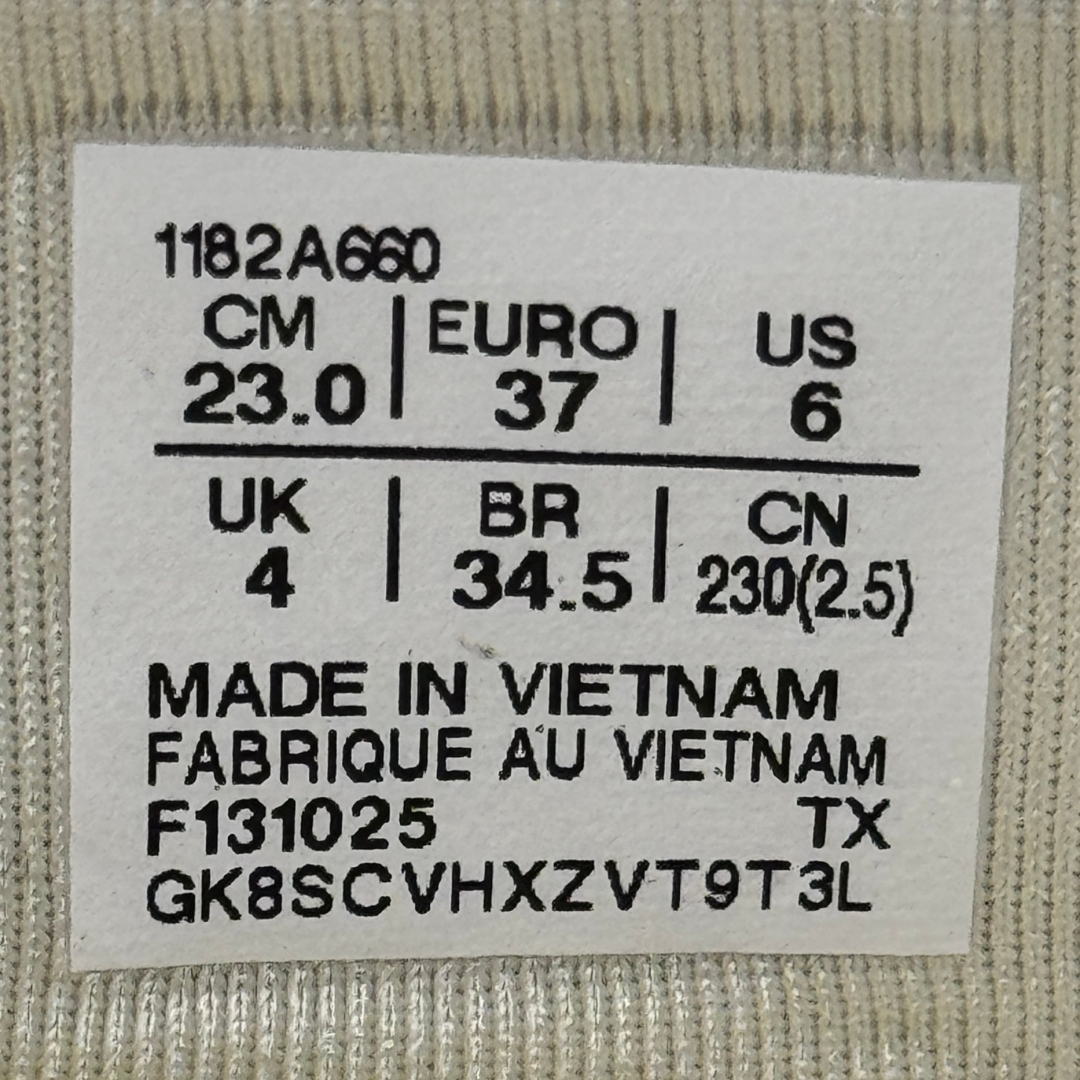 1182A660
CM | EURO | US
23.0 | 37 | 6
UK | BR | CN
4 | 34.5 | 230(2.5)
MADE IN VIETNAM
FABRIQUE AU VIETNAM
F131025 TX
GK8SCVHXZVT9T3L